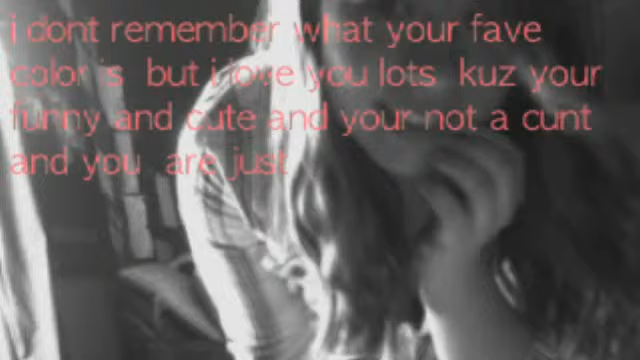 i dont remember what your fave
color is but i love you lots kuz your
funny and cute and your not a cunt
and you are just